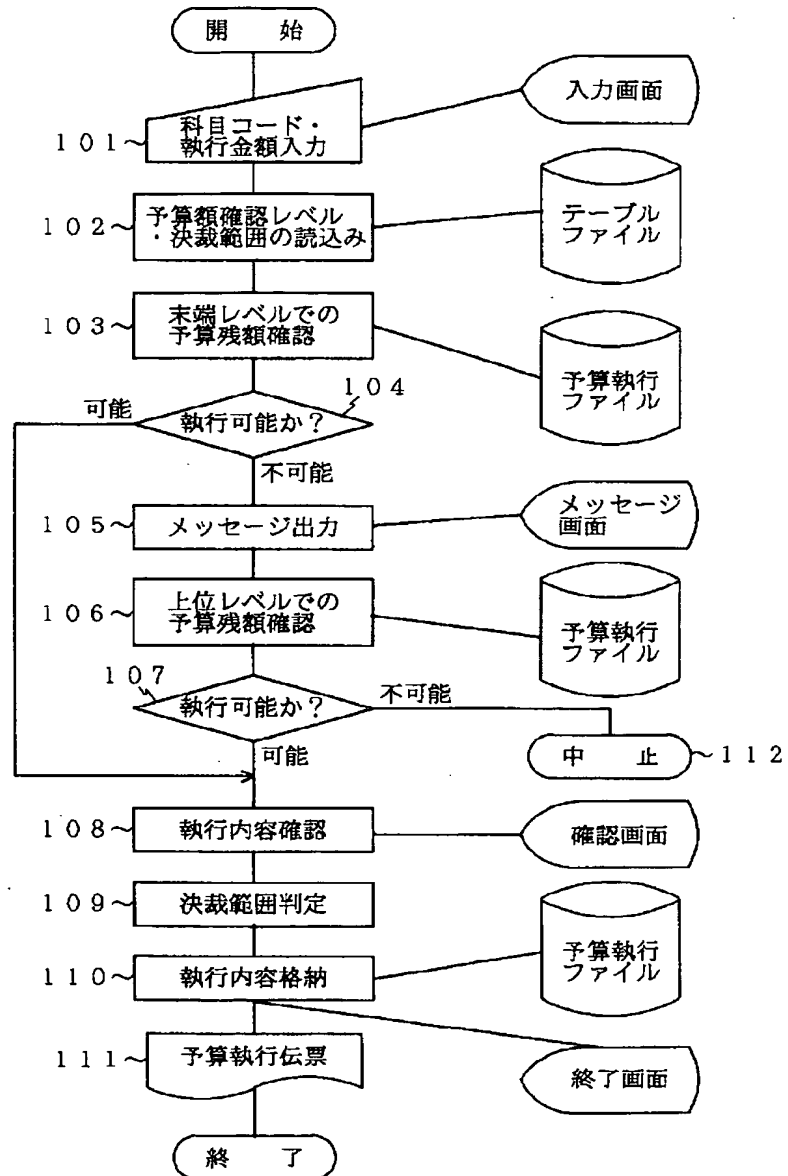 開 始
入力画面
科目コード・
執行金額入力
101～
予算額確認レベル
・決裁範囲の読込み
102～
テーブル
ファイル
末端レベルでの
予算残額確認
103～
予算執行
ファイル
104
可能
執行可能か？
不可能
105～
メッセージ出力
メッセージ
画面
106～
上位レベルでの
予算残額確認
予算執行
ファイル
107
執行可能か？
不可能
可能
中 止
～112
108～
執行内容確認
確認画面
109～
決裁範囲判定
110～
執行内容格納
予算執行
ファイル
111～
予算執行伝票
終了画面
終 了